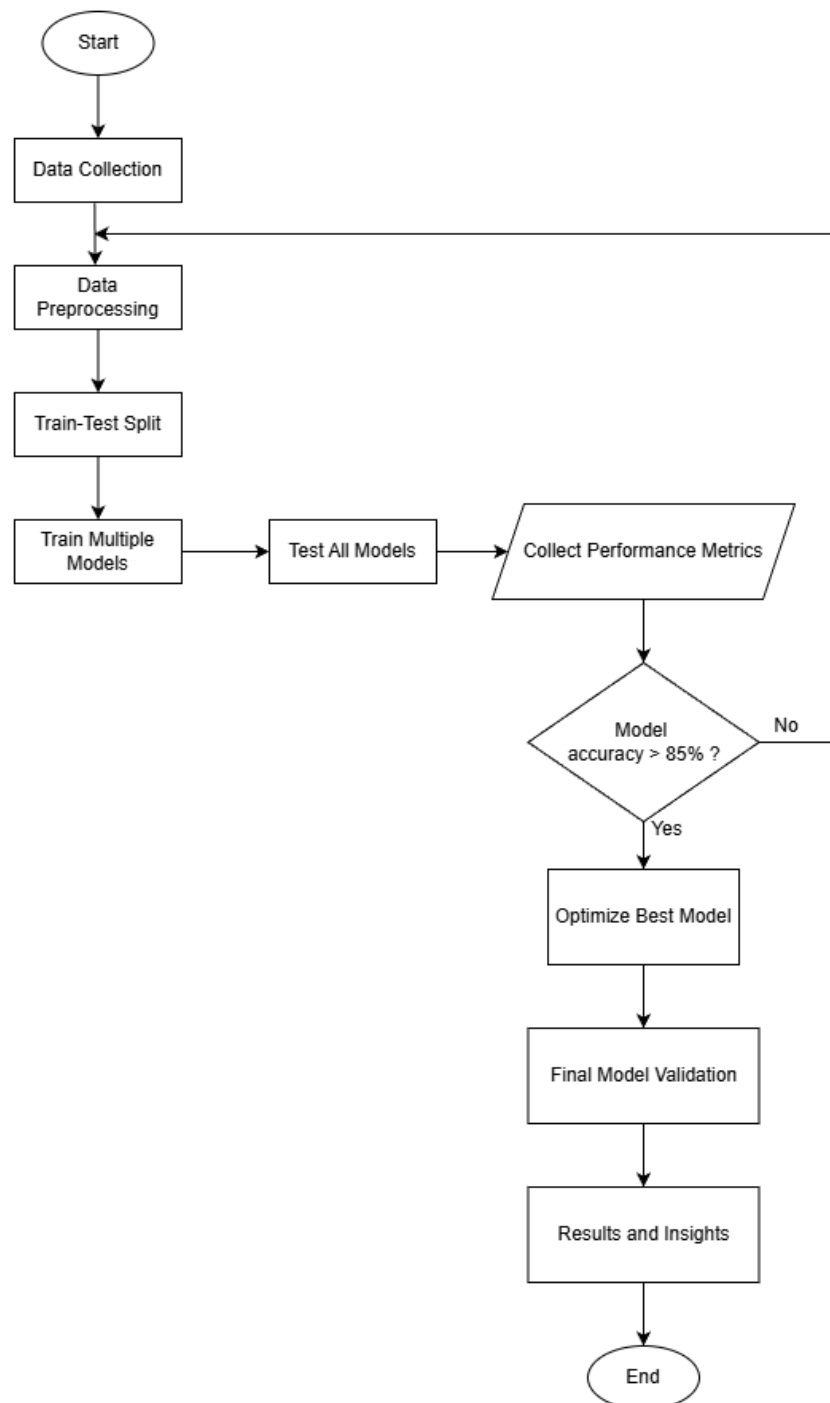 Start
Data Collection
Data
Preprocessing
Train-Test Split
Train Multiple
Models
Test All Models
Collect Performance Metrics
Model
accuracy > 85% ?
No
Yes
Optimize Best Model
Final Model Validation
Results and Insights
End